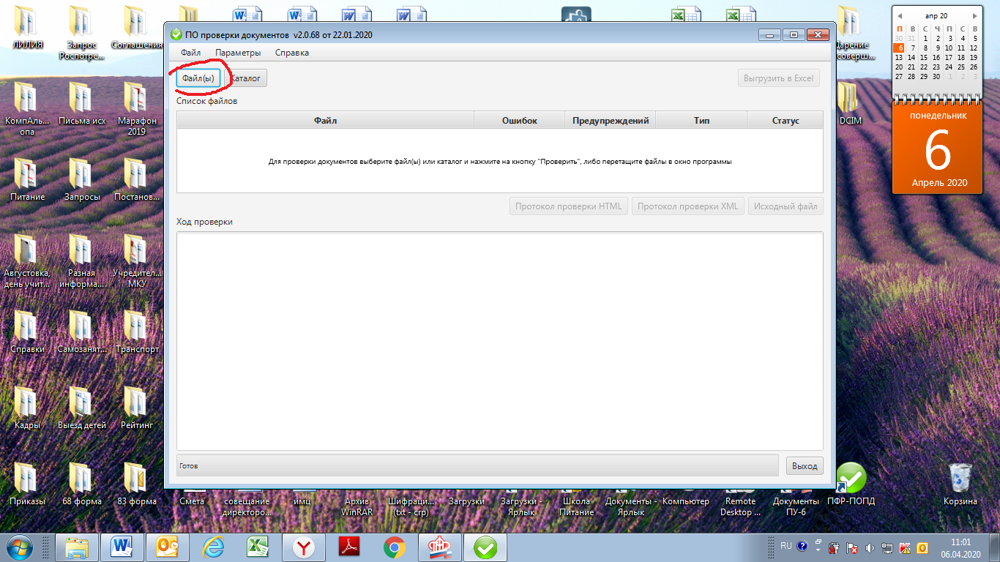 ПО проверки документов v2.0.68 от 22.01.2020
Файл Параметры Справка
Файл(ы) Каталог Выгрузить в Excel
Список файлов
Файл Ошибок Предупреждений Тип Статус
Для проверки документов выберите файл(ы) или каталог и нажмите на кнопку "Проверить", либо перетащите файлы в окно программы
Протокол проверки HTML Протокол проверки XML Исходный файл
Ход проверки
Готов
Выход
ЛИЛИЯ
Запрос
Роспотре...
Соглашения
КомпАль...
опа
Письма исх
Марафон
2019
Питание
Запросы
Постанов...
Августовка,
день учит...
Разная
информа...
Учредител...
МКУ
Справки
Самозанят...
Транспорт
Кадры
Выезд детей
Рейтинг
Приказы
68 форма
83 форма
Смета
совещание
директоро...
имц
Архив
WinRAR
Шифраци...
(txt - crp)
Загрузки
Загрузки -
Ярлык
Школа
Питание
Документы -
Ярлык
Компьютер
Remote
Desktop ...
Документы
ПУ-6
ПФР-ПОПД
Корзина
Дарение
DCIM
апр 20
П В С Ч П С В
30 31 1 2 3 4 5
6 7 8 9 10 11 12
13 14 15 16 17 18 19
20 21 22 23 24 25 26
27 28 29 30 1 2 3
понедельник
6
Апрель 2020
RU
11:01
06.04.2020